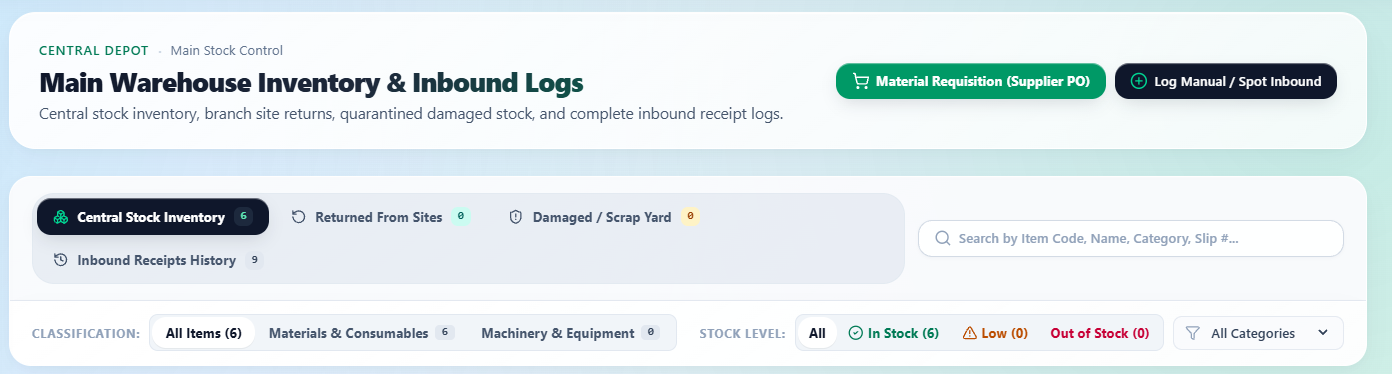 CENTRAL DEPOT · Main Stock Control
Main Warehouse Inventory & Inbound Logs
Central stock inventory, branch site returns, quarantined damaged stock, and complete inbound receipt logs.
Material Requisition (Supplier PO)
Log Manual / Spot Inbound
Central Stock Inventory 6
Returned From Sites 0
Damaged / Scrap Yard 0
Inbound Receipts History 9
Search by Item Code, Name, Category, Slip #...
CLASSIFICATION: All Items (6) Materials & Consumables 6 Machinery & Equipment 0
STOCK LEVEL: All In Stock (6) Low (0) Out of Stock (0) All Categories